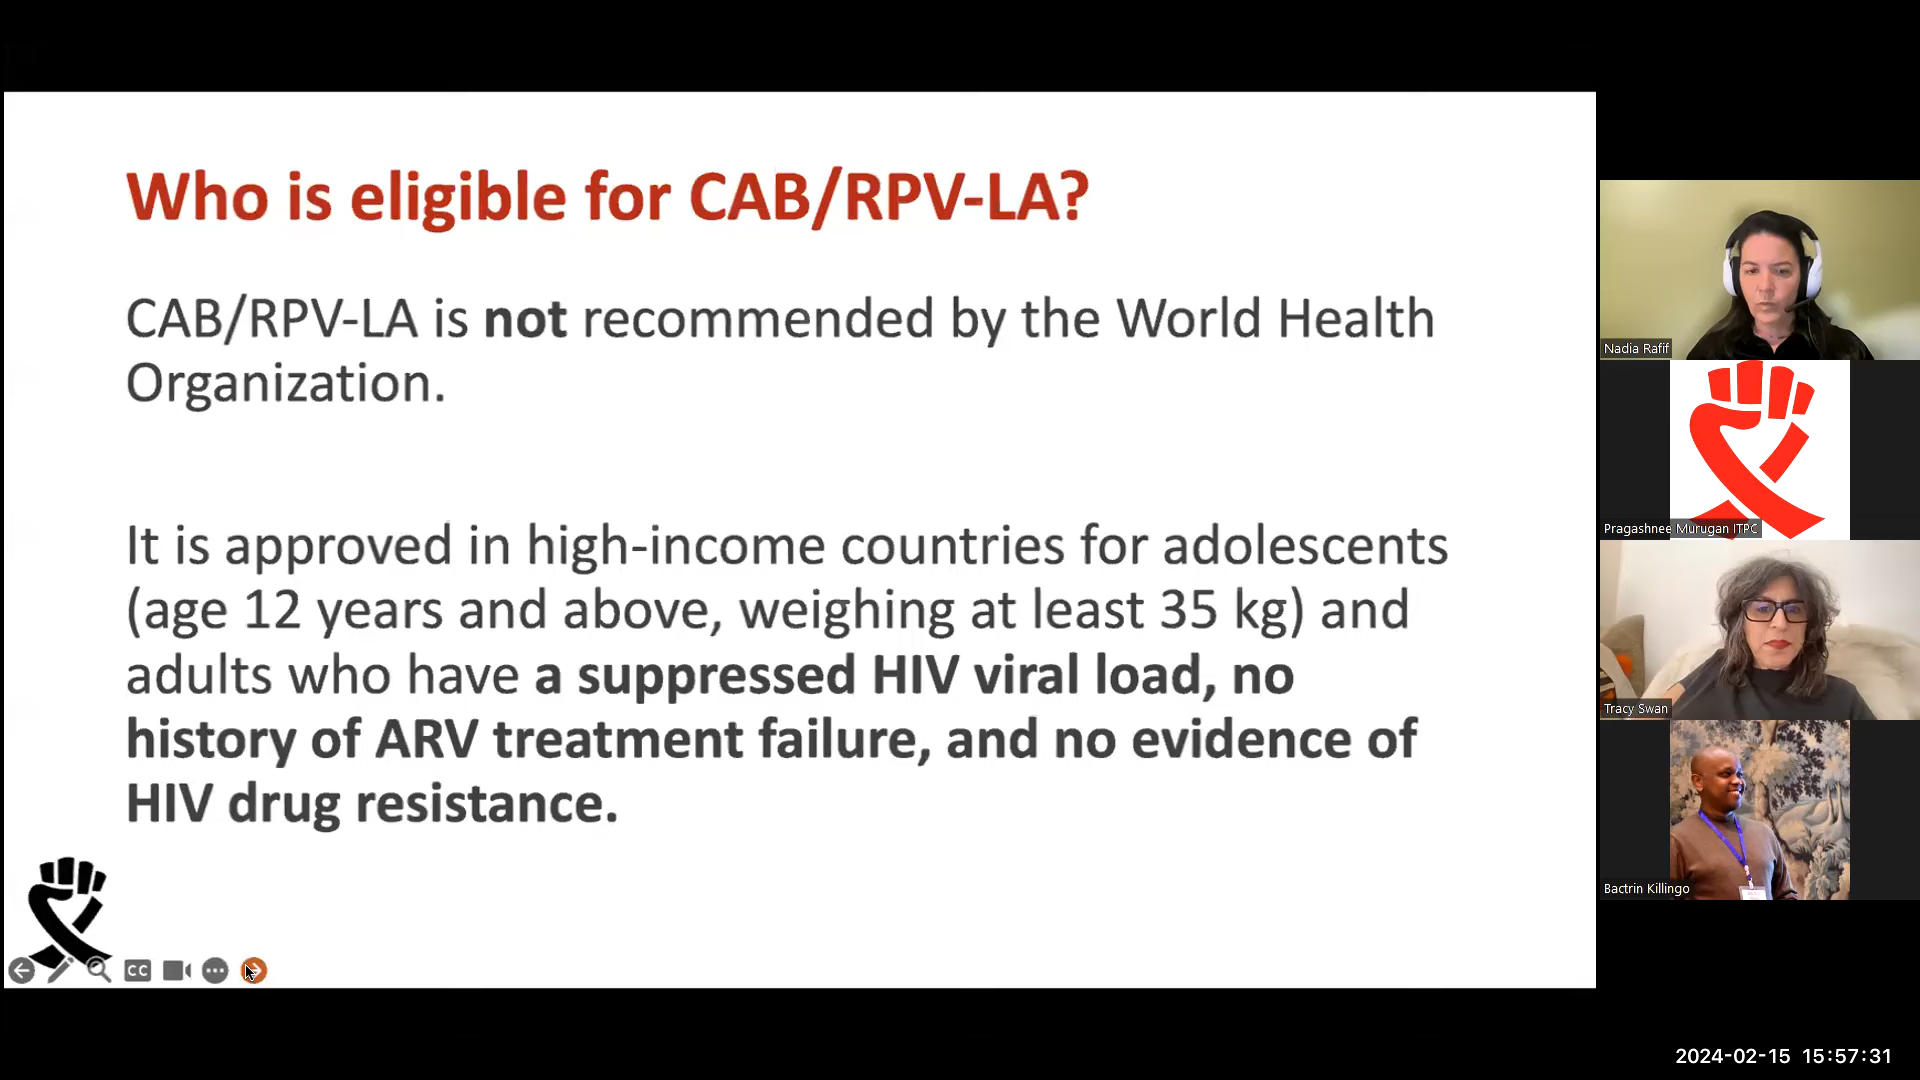 Who is eligible for CAB/RPV-LA?
CAB/RPV-LA is not recommended by the World Health
Organization.
It is approved in high-income countries for adolescents
(age 12 years and above, weighing at least 35 kg) and
adults who have a suppressed HIV viral load, no
history of ARV treatment failure, and no evidence of
HIV drug resistance.
CC
Nadia Rafif
Pragashnee Murugan ITPC
Tracy Swan
Bactrin Killingo
2024-02-15 15:57:31